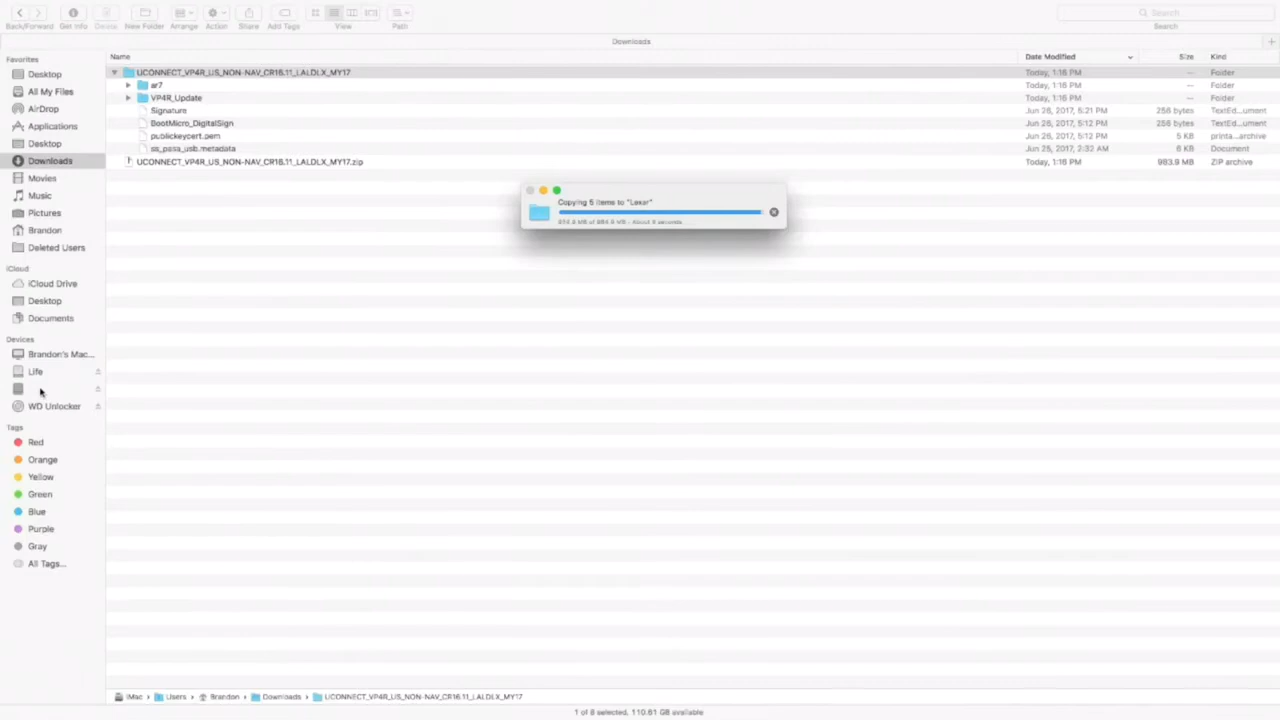 Back/Forward Get Info Delete New Folder Arrange Action Share Add Tags View Path Search
Search
Downloads
Favorites
Desktop
All My Files
AirDrop
Applications
Desktop
Downloads
Movies
Music
Pictures
Brandon
Deleted Users
iCloud
iCloud Drive
Desktop
Documents
Devices
Brandon's Mac...
Life
WD Unlocker
Tags
Red
Orange
Yellow
Green
Blue
Purple
Gray
All Tags...
Name Date Modified Size Kind
UCONNECT_VP4R_US_NON-NAV_CR16.11_LALDLX_MY17 Today, 1:16 PM -- Folder
ar7 Today, 1:16 PM -- Folder
VP4R_Update Today, 1:16 PM -- Folder
Signature Jun 26, 2017, 5:21 PM 256 bytes TextEd...ument
BootMicro_DigitalSign Jun 26, 2017, 5:12 PM 256 bytes TextEd...ument
publickeycert.pem Jun 26, 2017, 5:12 PM 5 KB printa...archive
ss_pasa_usb.metadata Jun 25, 2017, 2:32 AM 6 KB Document
UCONNECT_VP4R_US_NON-NAV_CR16.11_LALDLX_MY17.zip Today, 1:16 PM 983.9 MB ZIP archive
Copying 5 items to "Lexar"
iMac › Users › Brandon › Downloads › UCONNECT_VP4R_US_NON-NAV_CR16.11_LALDLX_MY17
1 of 8 selected, 110.61 GB available